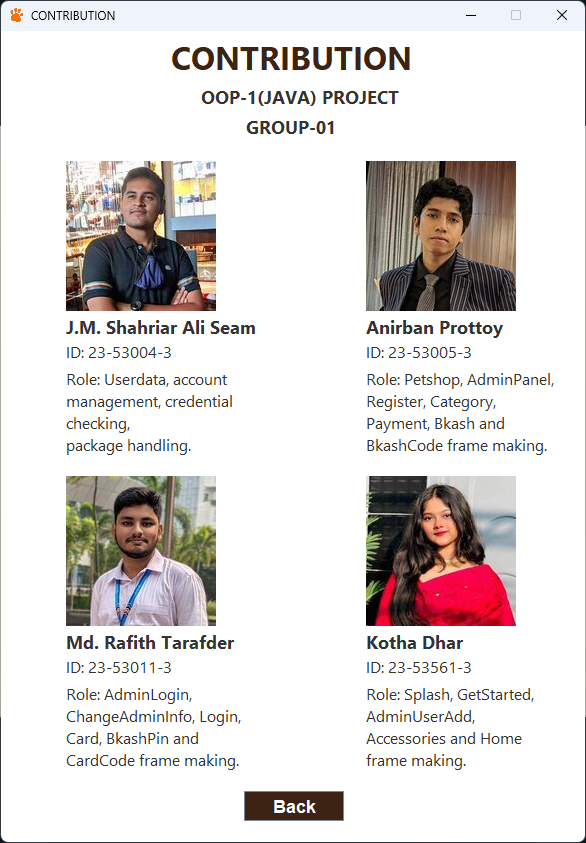 CONTRIBUTION
CONTRIBUTION
OOP-1(JAVA) PROJECT
GROUP-01
J.M. Shahriar Ali Seam
ID: 23-53004-3
Role: Userdata, account
management, credential
checking,
package handling.
Anirban Prottoy
ID: 23-53005-3
Role: Petshop, AdminPanel,
Register, Category,
Payment, Bkash and
BkashCode frame making.
Md. Rafith Tarafder
ID: 23-53011-3
Role: AdminLogin,
ChangeAdminInfo, Login,
Card, BkashPin and
CardCode frame making.
Kotha Dhar
ID: 23-53561-3
Role: Splash, GetStarted,
AdminUserAdd,
Accessories and Home
frame making.
Back